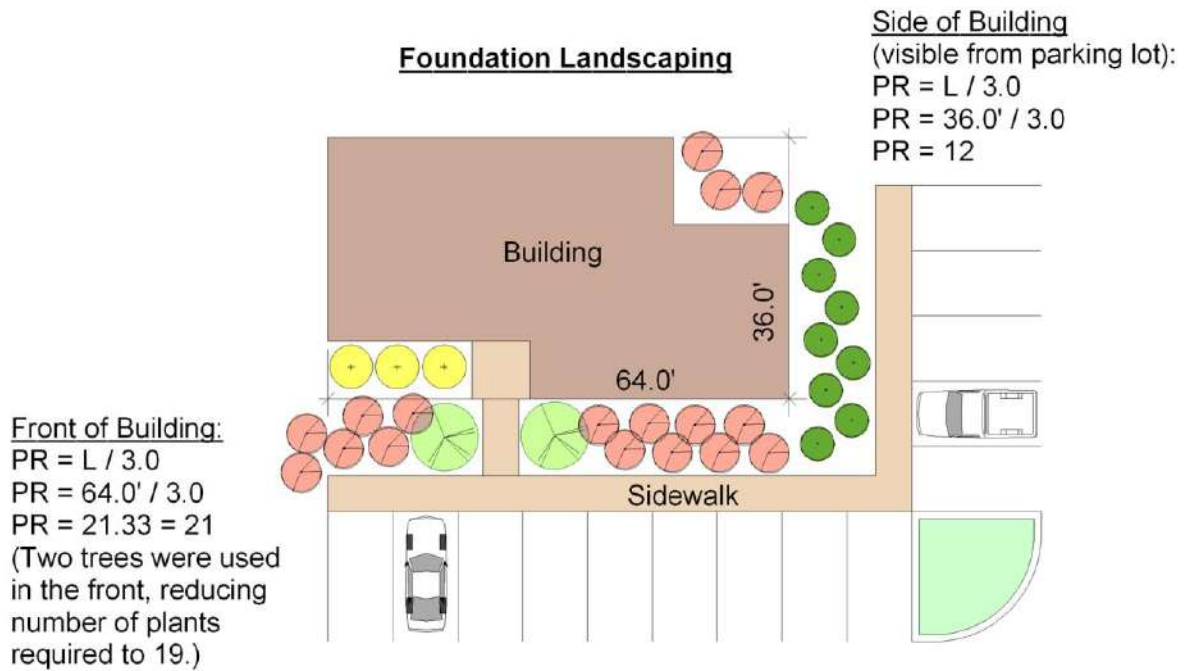 Foundation Landscaping
Side of Building
(visible from parking lot):
PR = L / 3.0
PR = 36.0' / 3.0
PR = 12
Building
36.0'
64.0'
Front of Building:
PR = L / 3.0
PR = 64.0' / 3.0
PR = 21.33 = 21
(Two trees were used
in the front, reducing
number of plants
required to 19.)
Sidewalk